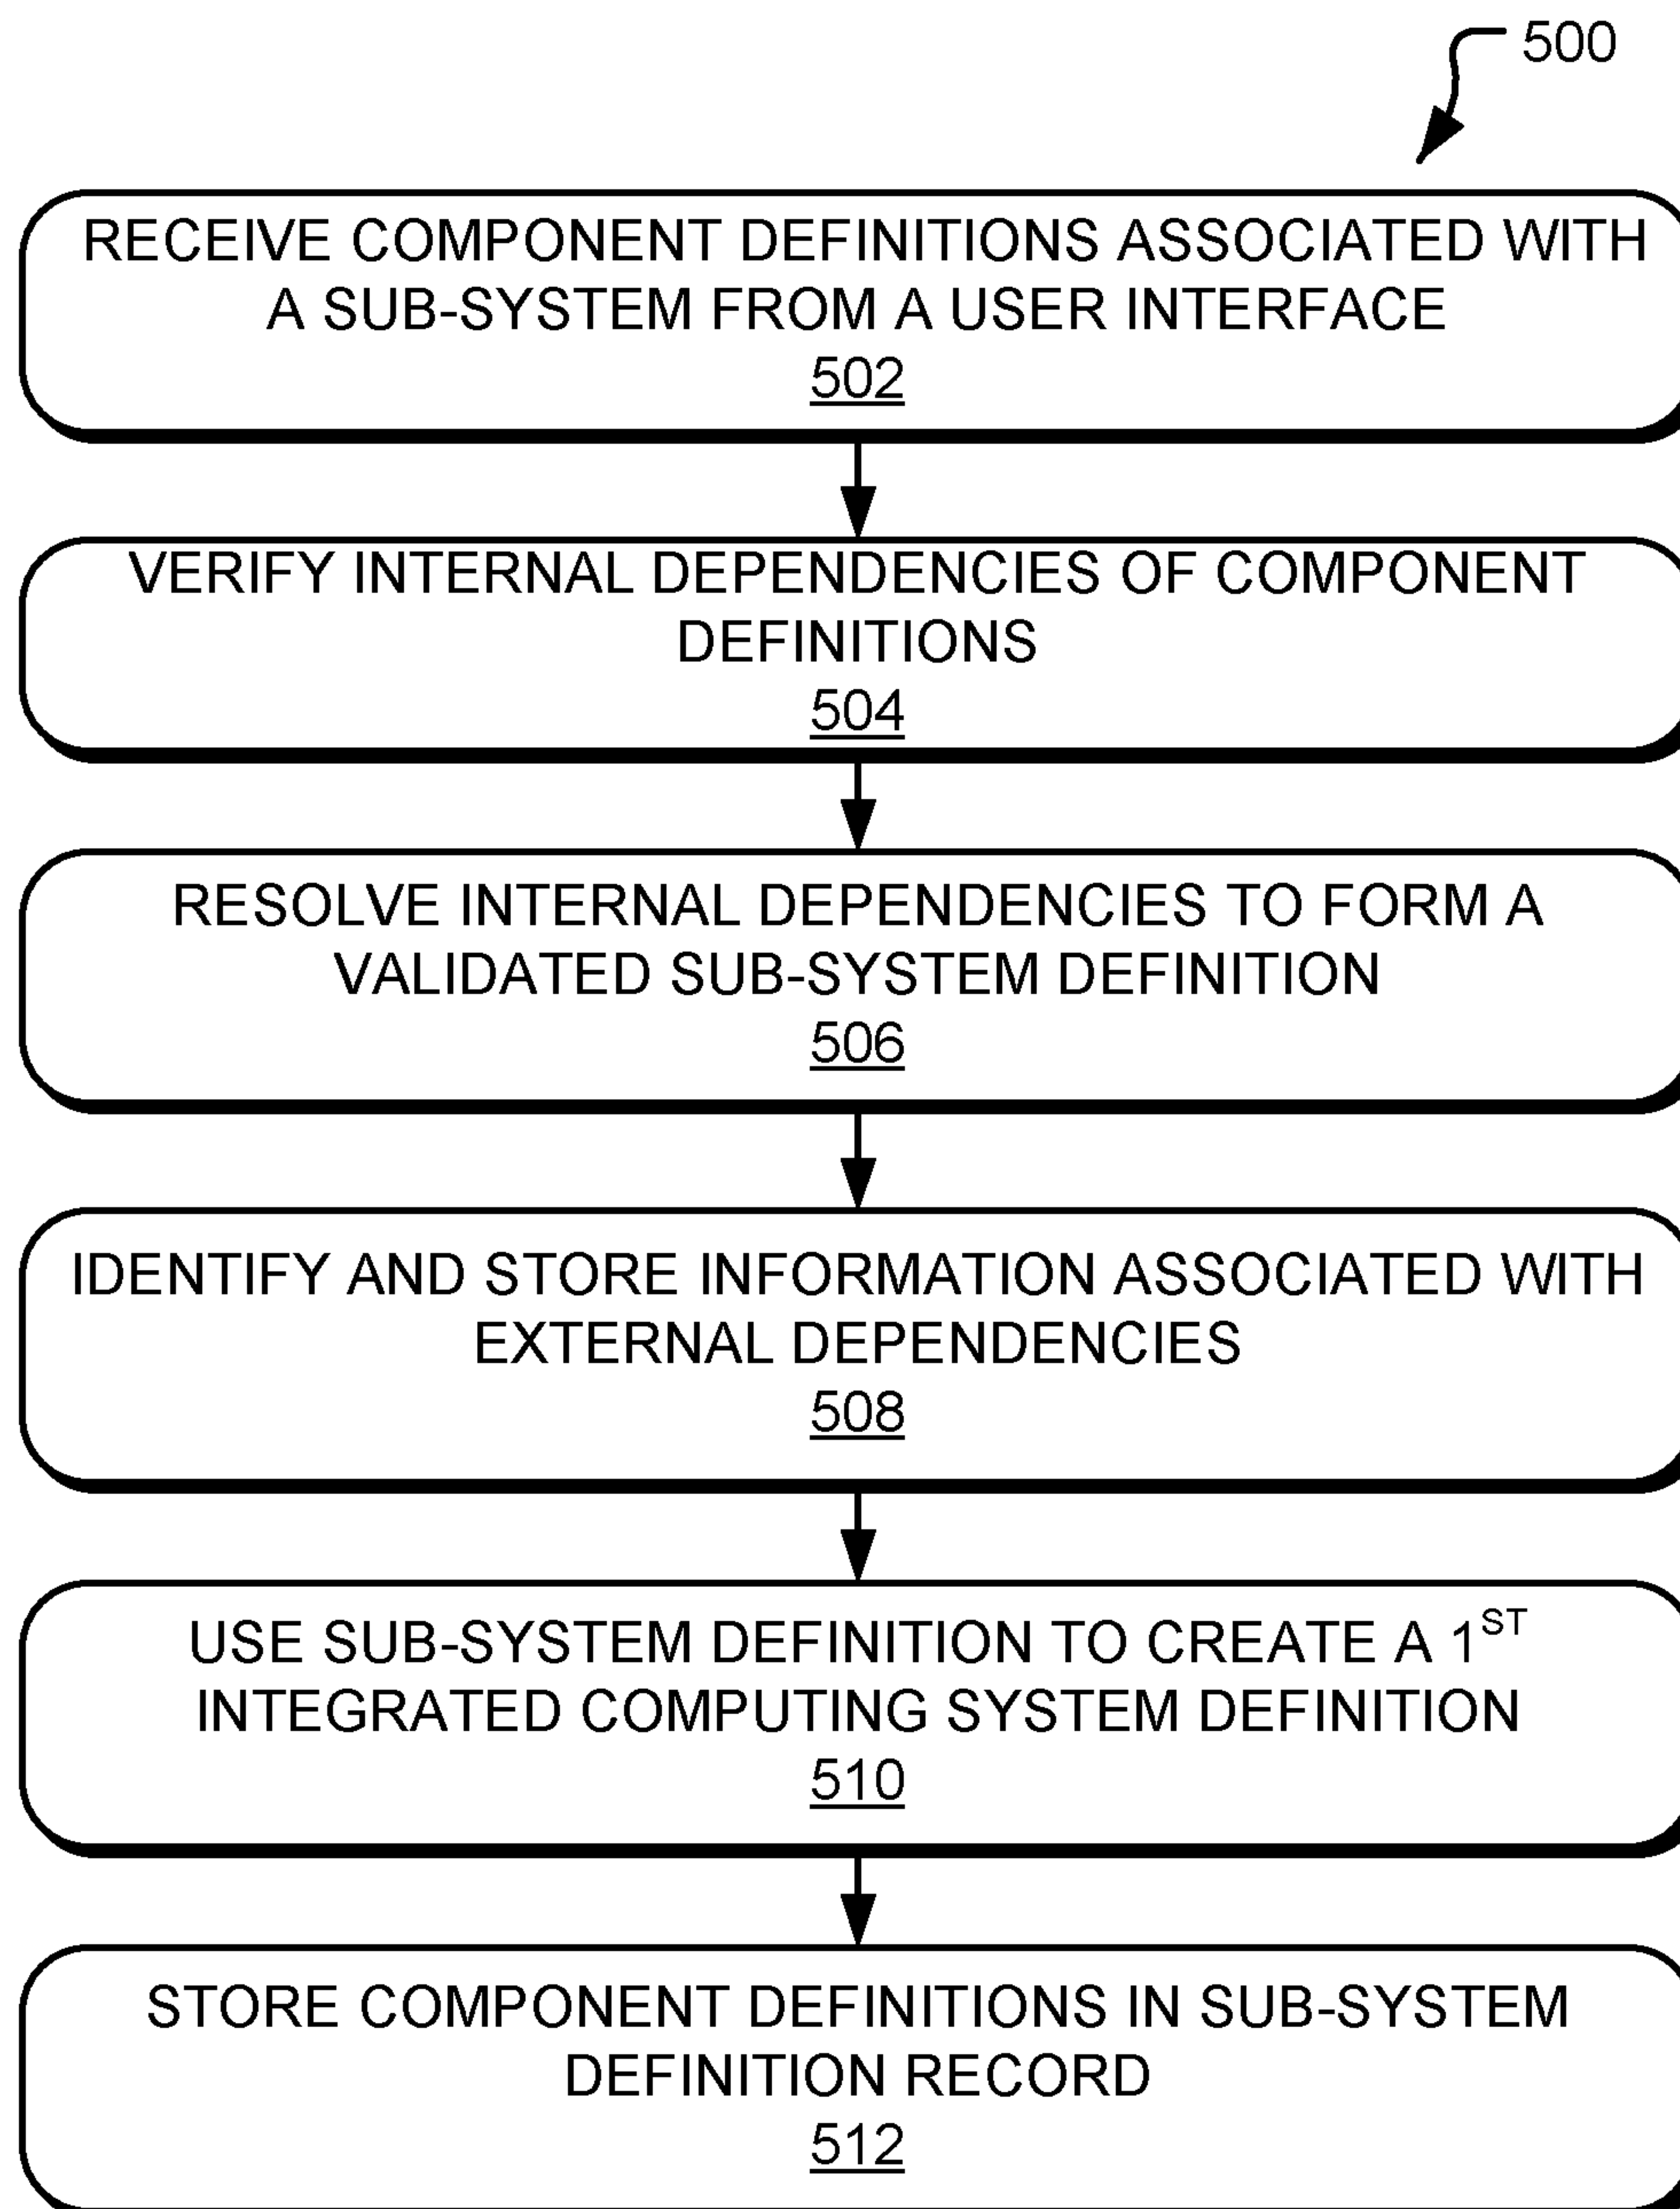 500
RECEIVE COMPONENT DEFINITIONS ASSOCIATED WITH
A SUB-SYSTEM FROM A USER INTERFACE
502
VERIFY INTERNAL DEPENDENCIES OF COMPONENT
DEFINITIONS
504
RESOLVE INTERNAL DEPENDENCIES TO FORM A
VALIDATED SUB-SYSTEM DEFINITION
506
IDENTIFY AND STORE INFORMATION ASSOCIATED WITH
EXTERNAL DEPENDENCIES
508
USE SUB-SYSTEM DEFINITION TO CREATE A 1ST
INTEGRATED COMPUTING SYSTEM DEFINITION
510
STORE COMPONENT DEFINITIONS IN SUB-SYSTEM
DEFINITION RECORD
512